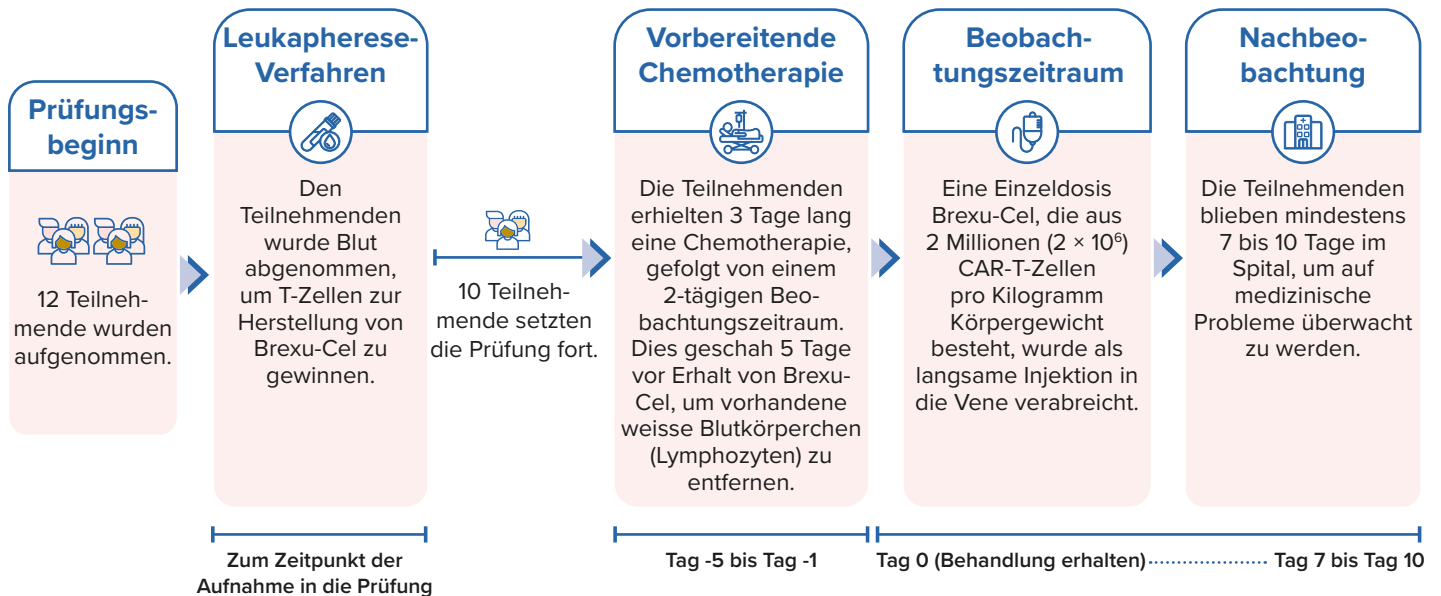 Prüfungs-
beginn
12 Teilneh-
mende wurden
aufgenommen.
Leukapherese-
Verfahren
Den
Teilnehmenden
wurde Blut
abgenommen,
um T-Zellen zur
Herstellung von
Brexu-Cel zu
gewinnen.
10 Teilneh-
mende setzten
die Prüfung fort.
Vorbereitende
Chemotherapie
Die Teilnehmenden
erhielten 3 Tage lang
eine Chemotherapie,
gefolgt von einem
2-tägigen Beo-
bachtungszeitraum.
Dies geschah 5 Tage
vor Erhalt von Brexu-
Cel, um vorhandene
weisse Blutkörperchen
(Lymphozyten) zu
entfernen.
Beobach-
tungszeitraum
Eine Einzeldosis
Brexu-Cel, die aus
2 Millionen (2 × 10⁶)
CAR-T-Zellen
pro Kilogramm
Körpergewicht
besteht, wurde als
langsame Injektion in
die Vene verabreicht.
Nachbeo-
bachtung
Die Teilnehmenden
blieben mindestens
7 bis 10 Tage im
Spital, um auf
medizinische
Probleme überwacht
zu werden.
Zum Zeitpunkt der
Aufnahme in die Prüfung
Tag -5 bis Tag -1
Tag 0 (Behandlung erhalten) Tag 7 bis Tag 10